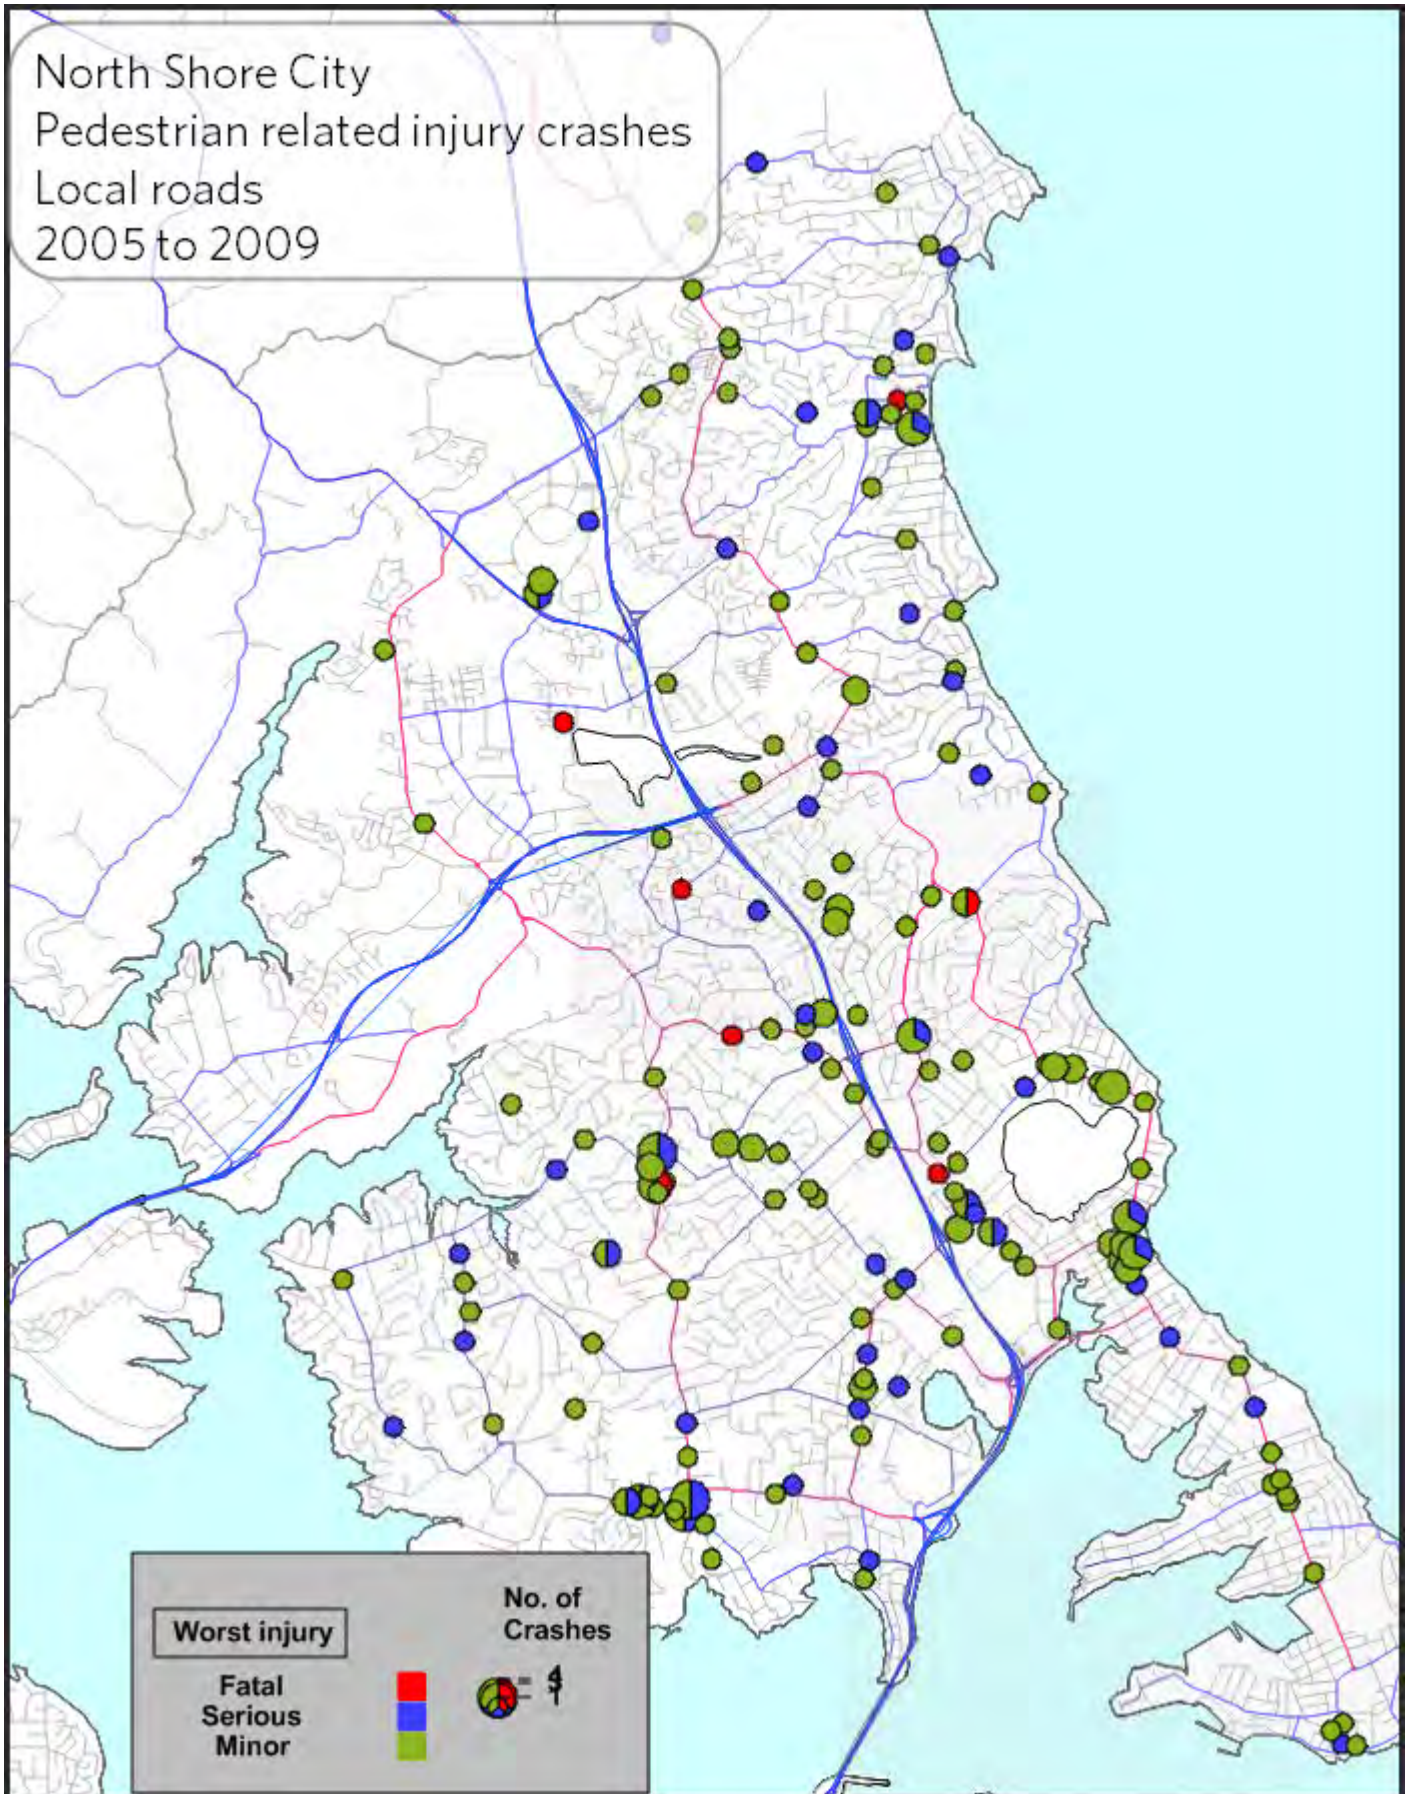 North Shore City
Pedestrian related injury crashes
Local roads
2005 to 2009
No. of
Crashes
Worst injury
Fatal
Serious
Minor